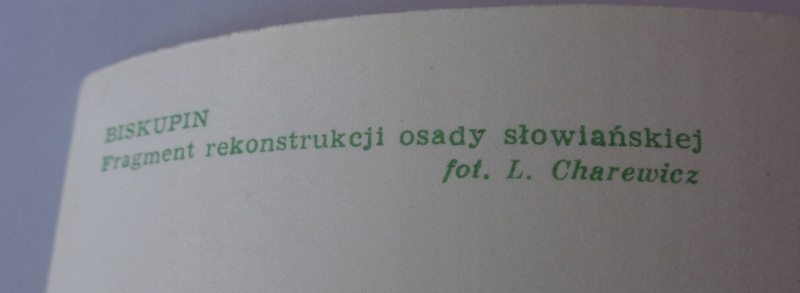 BISKUPIN
Fragment rekonstrukcji osady słowiańskiej
fot. L. Charewicz